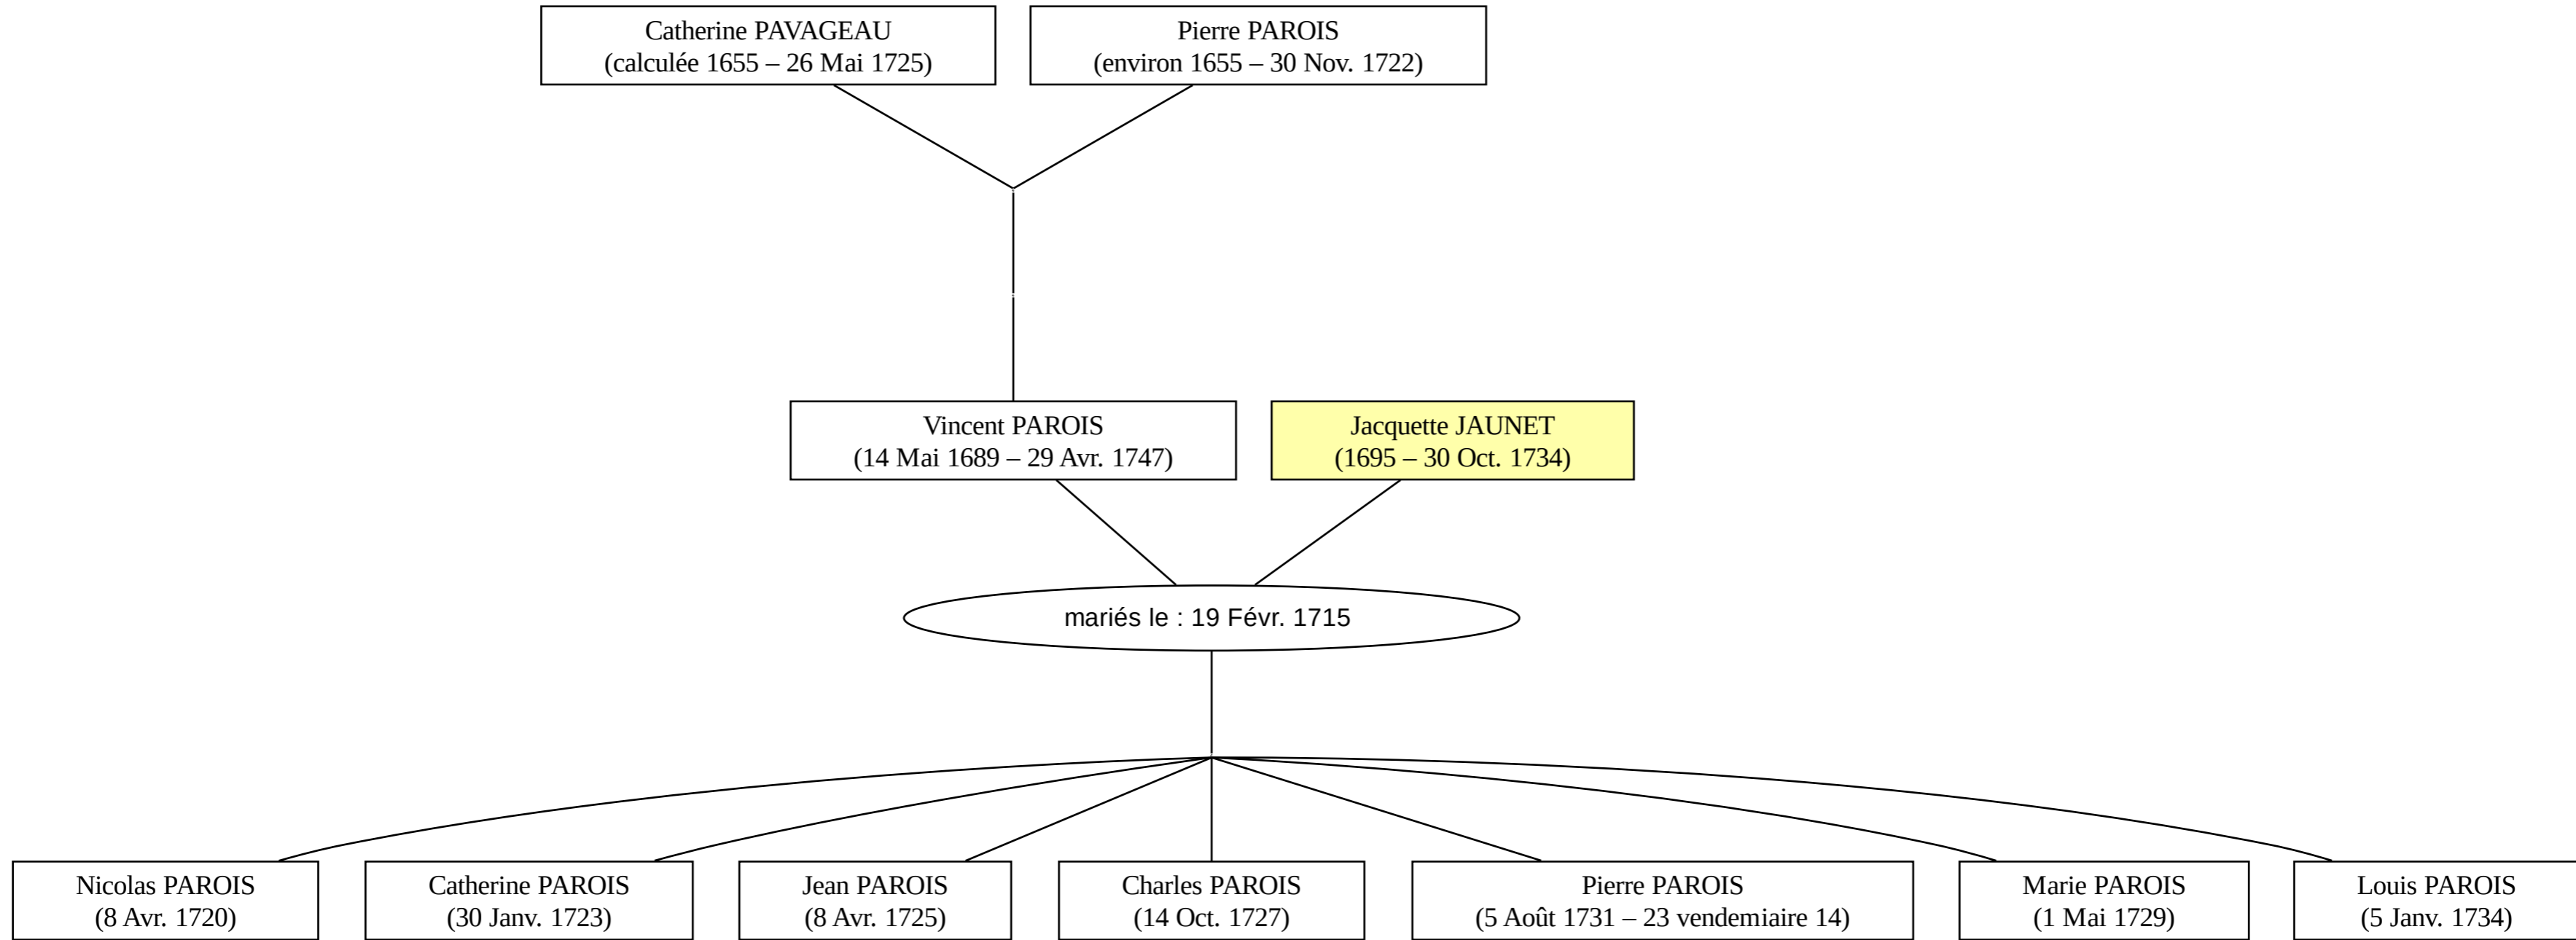 Catherine PAVAGEAU
(calculée 1655 – 26 Mai 1725)
Pierre PAROIS
(environ 1655 – 30 Nov. 1722)
Vincent PAROIS
(14 Mai 1689 – 29 Avr. 1747)
Jacquette JAUNET
(1695 – 30 Oct. 1734)
mariés le : 19 Févr. 1715
Nicolas PAROIS
(8 Avr. 1720)
Catherine PAROIS
(30 Janv. 1723)
Jean PAROIS
(8 Avr. 1725)
Charles PAROIS
(14 Oct. 1727)
Pierre PAROIS
(5 Août 1731 – 23 vendemiaire 14)
Marie PAROIS
(1 Mai 1729)
Louis PAROIS
(5 Janv. 1734)